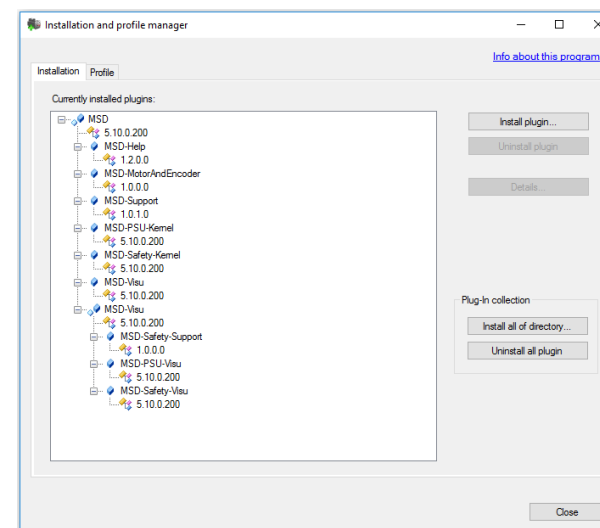 Installation and profile manager
Info about this program
Installation Profile
Currently installed plugins:
MSD
5.10.0.200
MSD-Help
1.2.0.0
MSD-MotorAndEncoder
1.0.0.0
MSD-Support
1.0.1.0
MSD-PSU-Kernel
5.10.0.200
MSD-Safety-Kernel
5.10.0.200
MSD-Visu
5.10.0.200
MSD-Visu
5.10.0.200
MSD-Safety-Support
1.0.0.0
MSD-PSU-Visu
5.10.0.200
MSD-Safety-Visu
5.10.0.200
Install plugin...
Uninstall plugin
Details...
Plug-In collection
Install all of directory...
Uninstall all plugin
Close